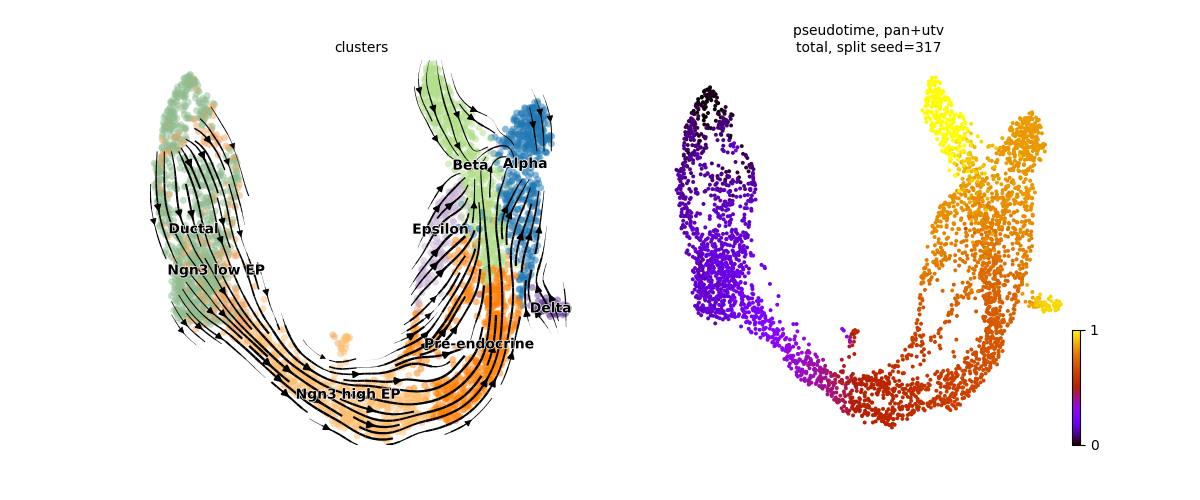 clusters
Beta
Alpha
Ductal
Epsilon
Ngn3 low EP
Delta
Pre-endocrine
Ngn3 high EP
pseudotime, pan+utv
total, split seed=317
1
0